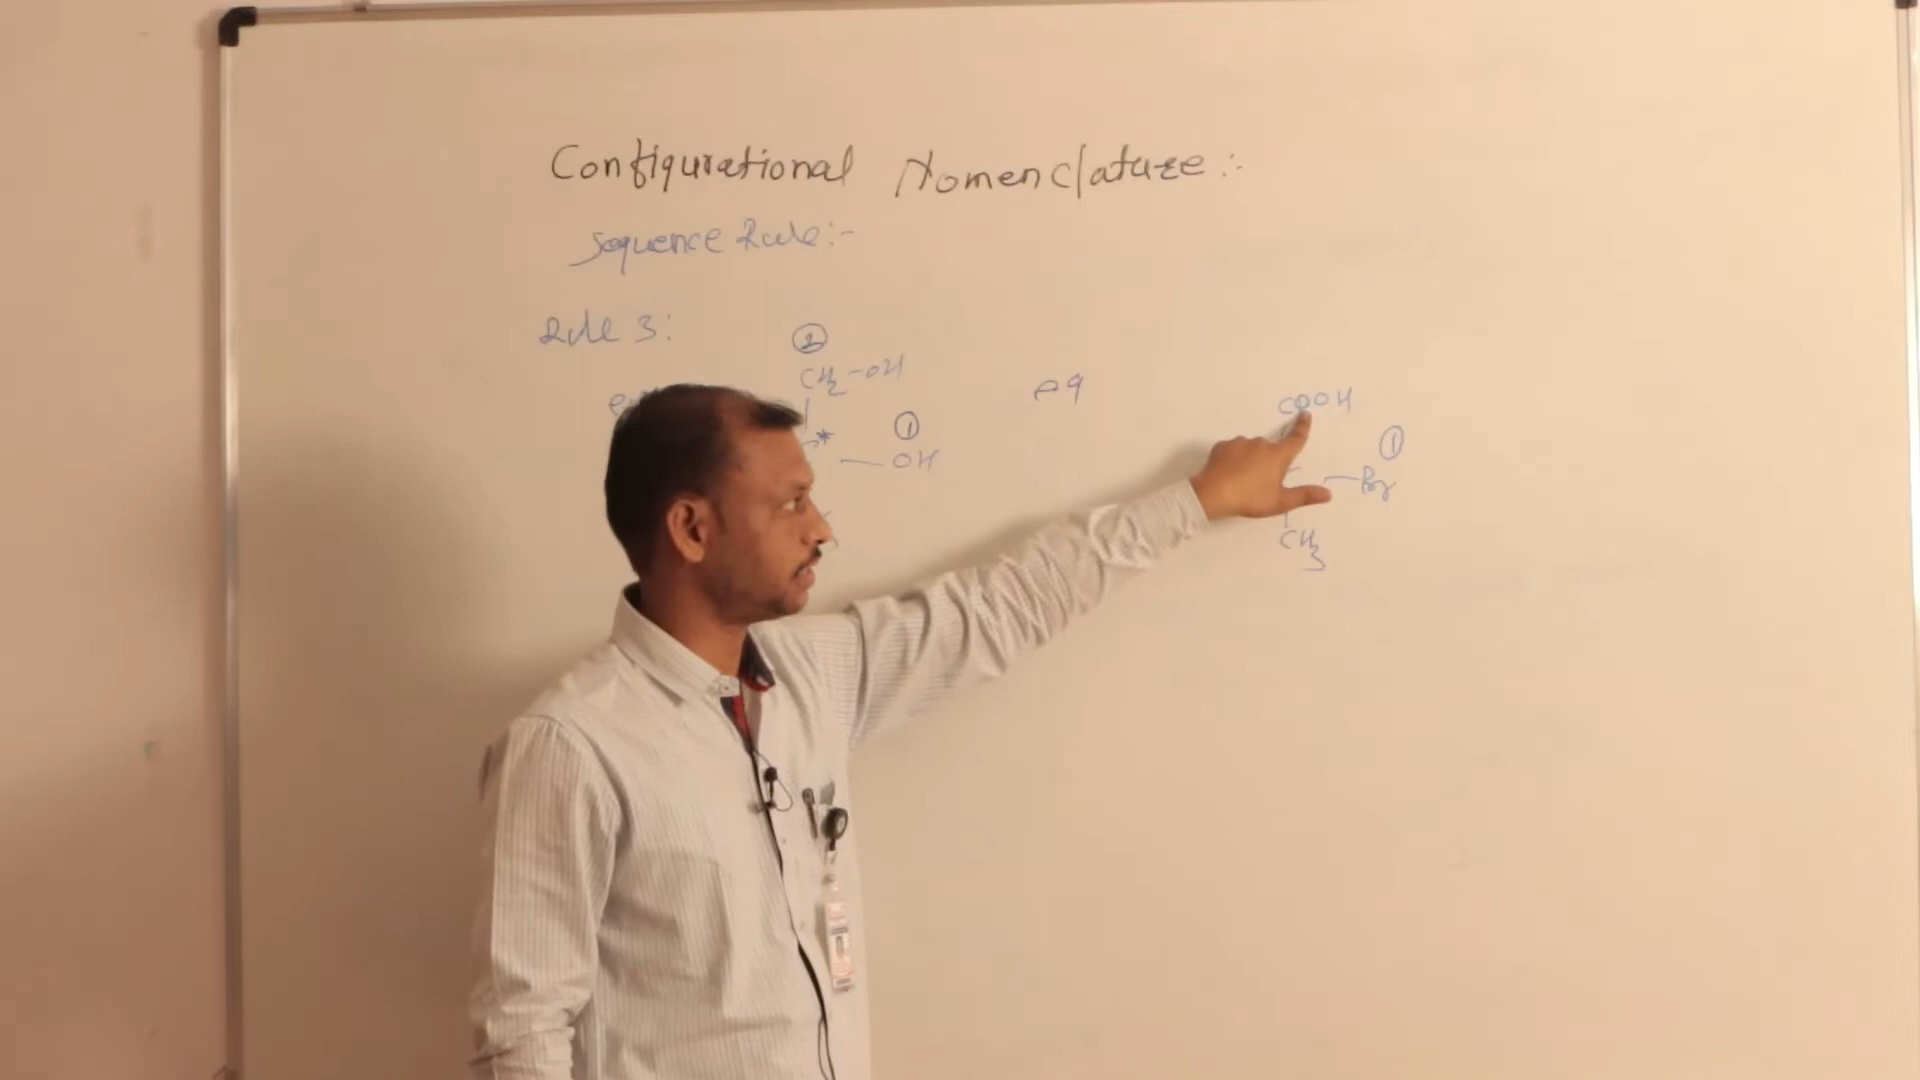 Configurational Nomenclature:-
Sequence Rule:-
Rule 3:
②
CH2-OH
*
①
OH
eg
COOH
①
Br
CH3